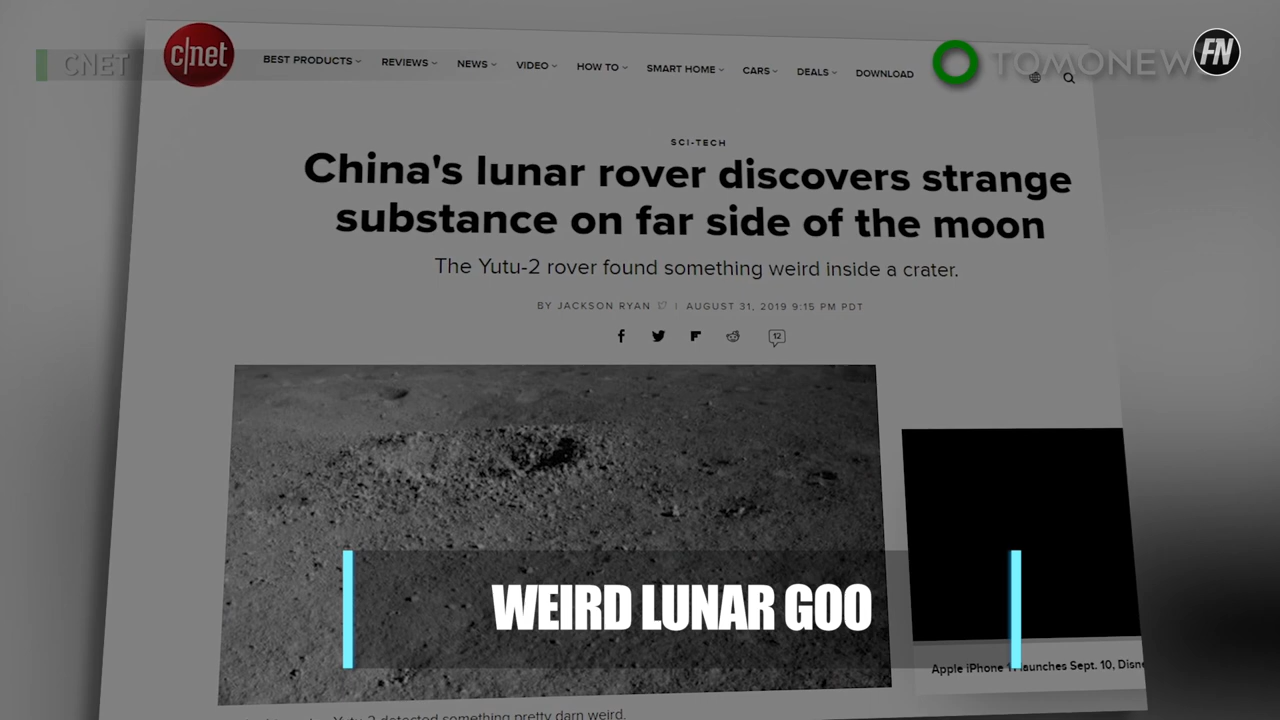 CNET
c|net
BEST PRODUCTS
REVIEWS
NEWS
VIDEO
HOW TO
SMART HOME
CARS
DEALS
DOWNLOAD
TOMONEW
FN
SCI-TECH
China's lunar rover discovers strange
substance on far side of the moon
The Yutu-2 rover found something weird inside a crater.
BY JACKSON RYAN | AUGUST 31, 2019 9:15 PM PDT
12
WEIRD LUNAR GOO
Apple iPhone launches Sept. 10,
Yutu-2 detected something pretty darn weird.